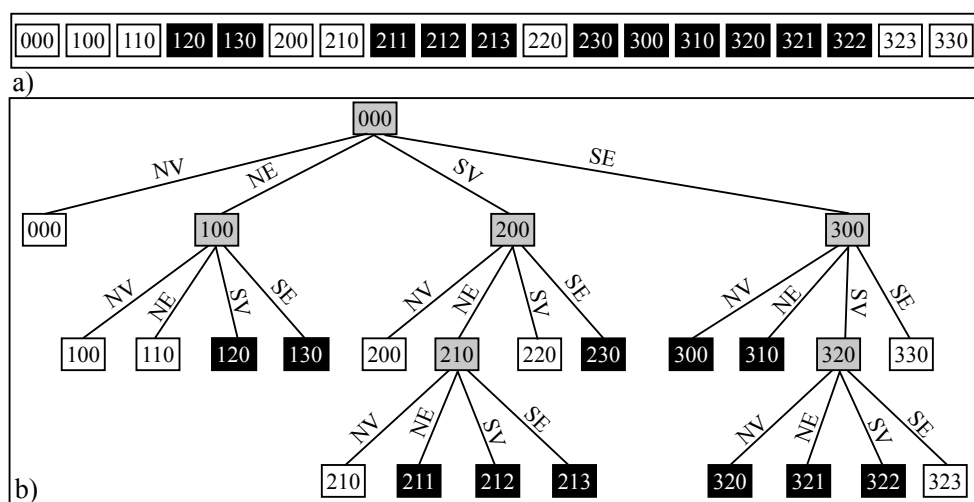 000 100 110 120 130 200 210 211 212 213 220 230 300 310 320 321 322 323 330
a)
000
NV NE SV SE
000 100 200 300
NV NE SV SE NV NE SV SE NV NE SV SE
100 110 120 130 200 210 220 230 300 310 320 330
NV NE SV SE NV NE SV SE
b) 210 211 212 213 320 321 322 323